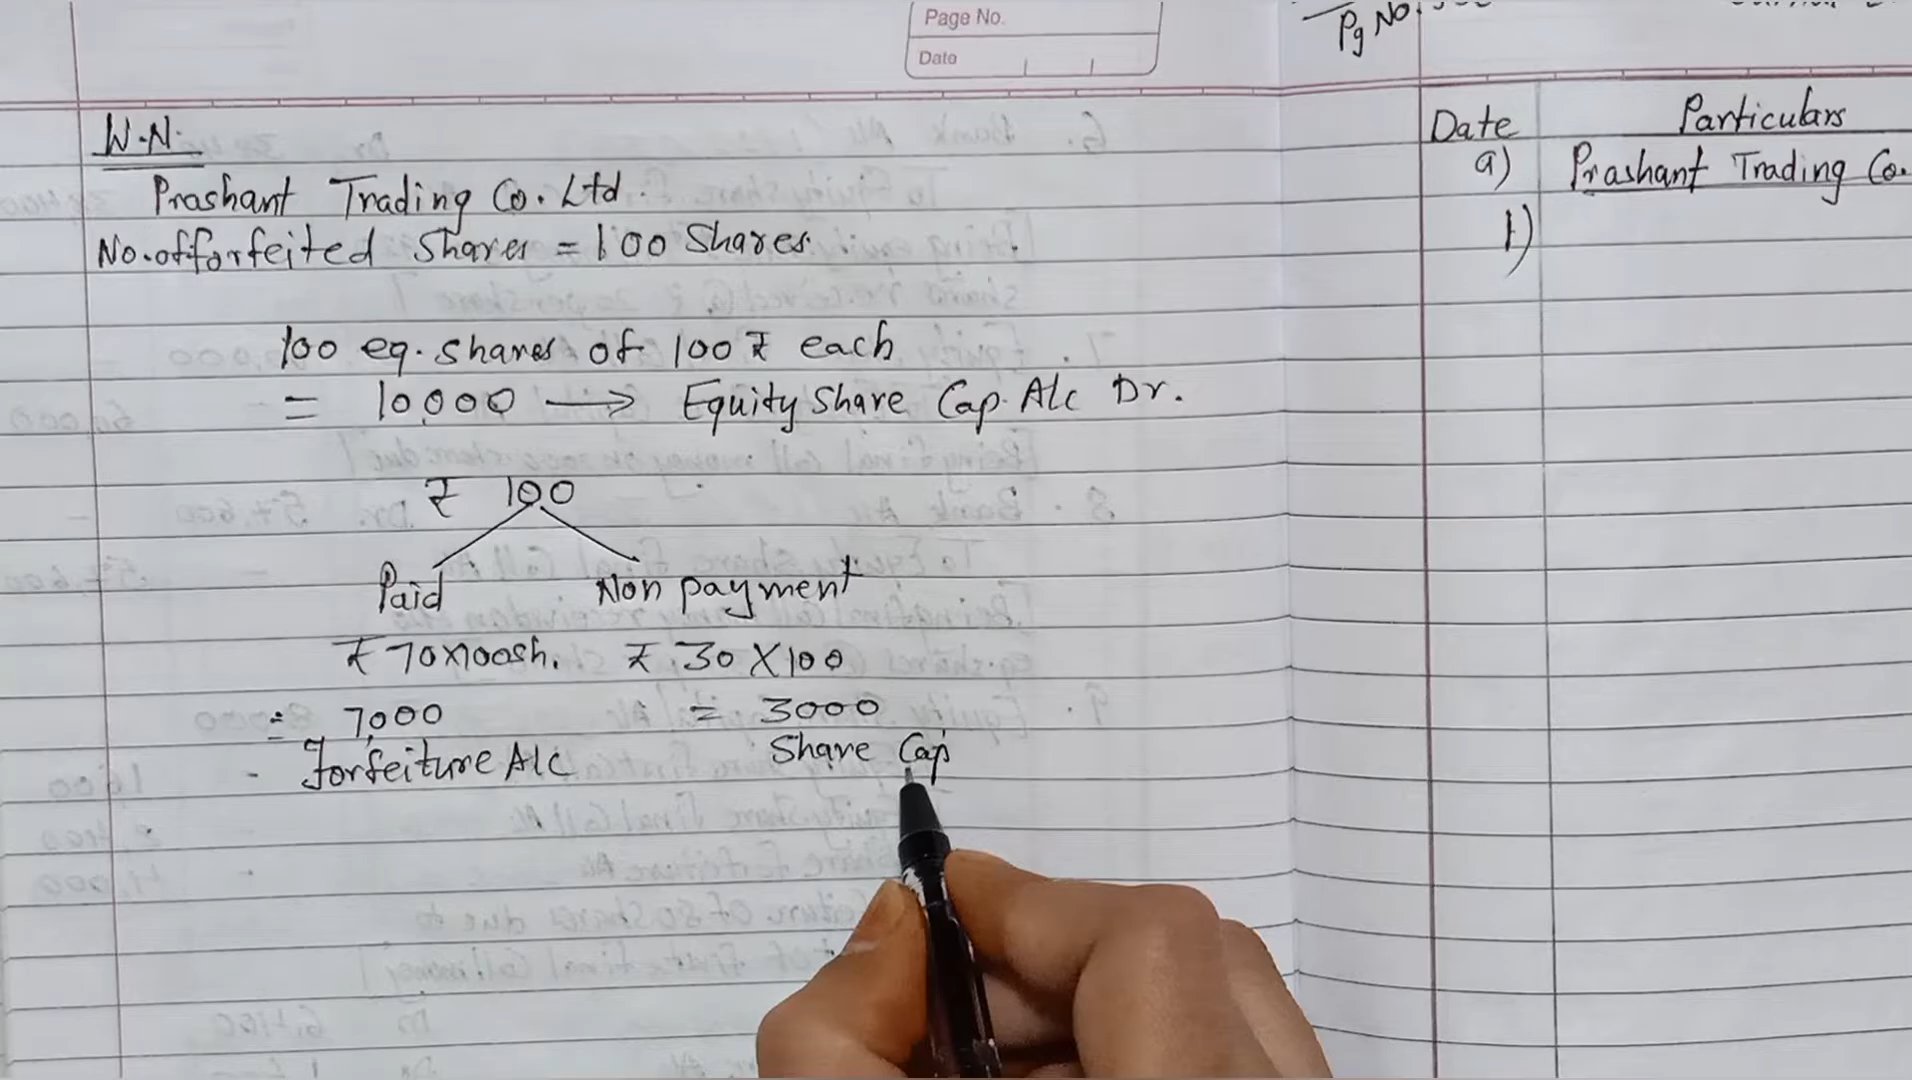 Page No.
Date
Pg No.
W.N.
Prashant Trading Co. Ltd.
No. of forfeited Shares = 100 Shares.
100 eq. shares of 100 ₹ each
= 10,000 → Equity Share Cap. A/c Dr.
₹ 100
Paid Non payment
₹ 70×100sh. ₹ 30 × 100
= 7,000 = 3000
Forfeiture A/c Share Cap
Date Particulars
a) Prashant Trading Co.
1)